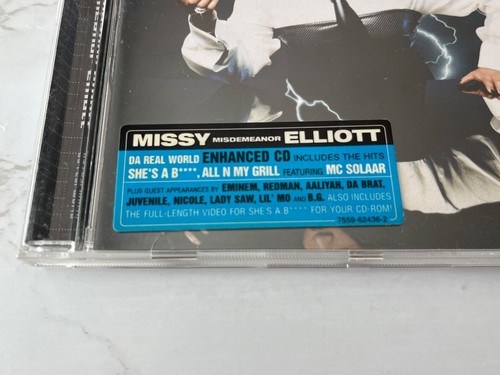 MISSY MISDEMEANOR ELLIOTT
DA REAL WORLD ENHANCED CD INCLUDES THE HITS
SHE'S A B****, ALL N MY GRILL FEATURING MC SOLAAR
PLUS GUEST APPEARANCES BY EMINEM, REDMAN, AALIYAH, DA BRAT,
JUVENILE, NICOLE, LADY SAW, LIL' MO AND B.G. ALSO INCLUDES
THE FULL-LENGTH VIDEO FOR SHE'S A B**** FOR YOUR CD-ROM!
7559-62436-2